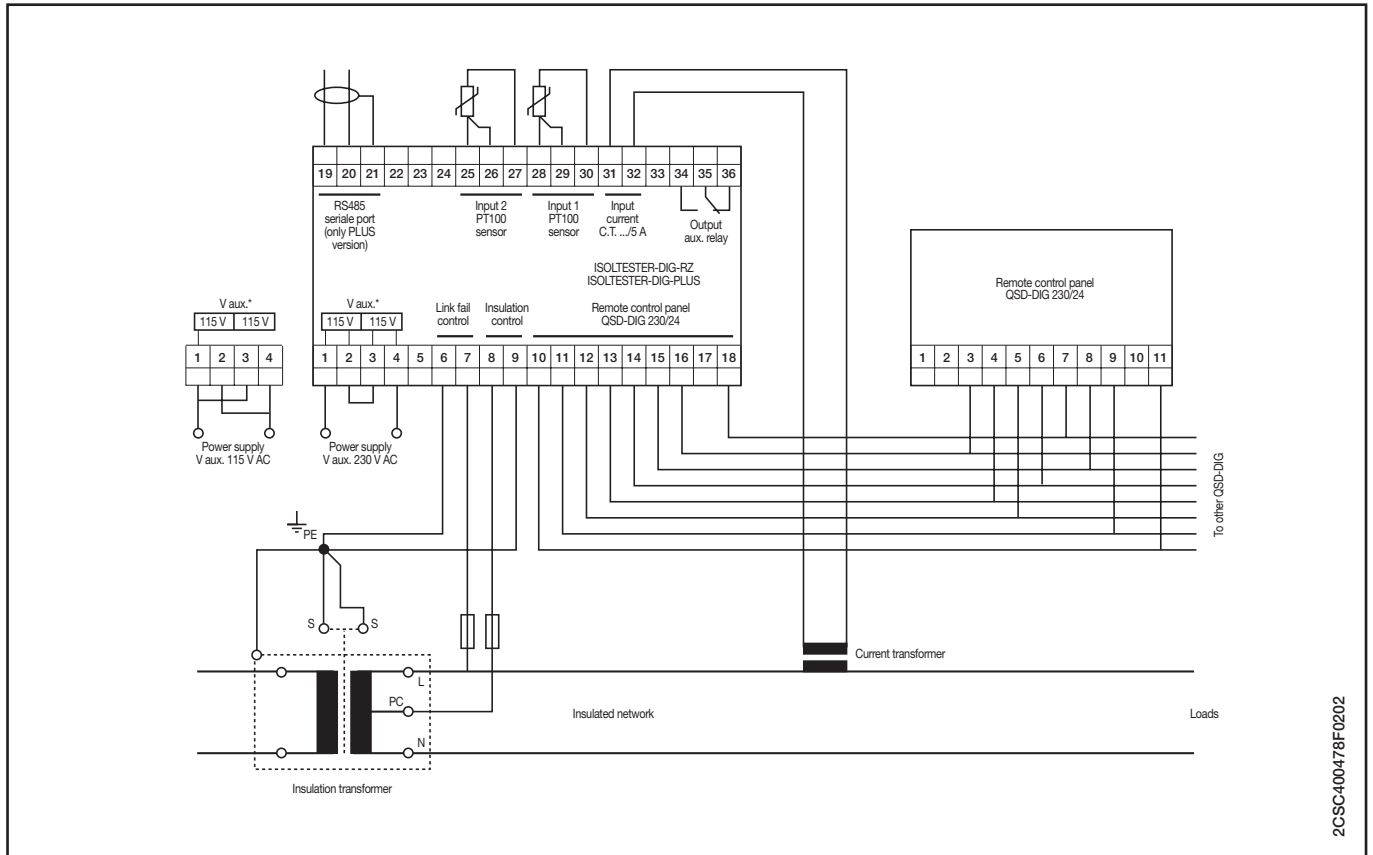 19 20 21 22 23 24 25 26 27 28 29 30 31 32 33 34 35 36
RS485
seriale port
(only PLUS
version)
Input 2
PT100
sensor
Input 1
PT100
sensor
Input
current
C.T. .../5 A
Output
aux. relay
ISOLTESTER-DIG-RZ
ISOLTESTER-DIG-PLUS
Link fail
control
Insulation
control
Remote control panel
QSD-DIG 230/24
V aux.*
115 V 115 V
1 2 3 4 5 6 7 8 9 10 11 12 13 14 15 16 17 18
Power supply
V aux. 230 V AC
V aux.*
115 V 115 V
1 2 3 4
Power supply
V aux. 115 V AC
Remote control panel
QSD-DIG 230/24
1 2 3 4 5 6 7 8 9 10 11
To other QSD-DIG
PE
S S
L
PC
N
Insulation transformer
Insulated network
Current transformer
Loads
2CSC400478F0202